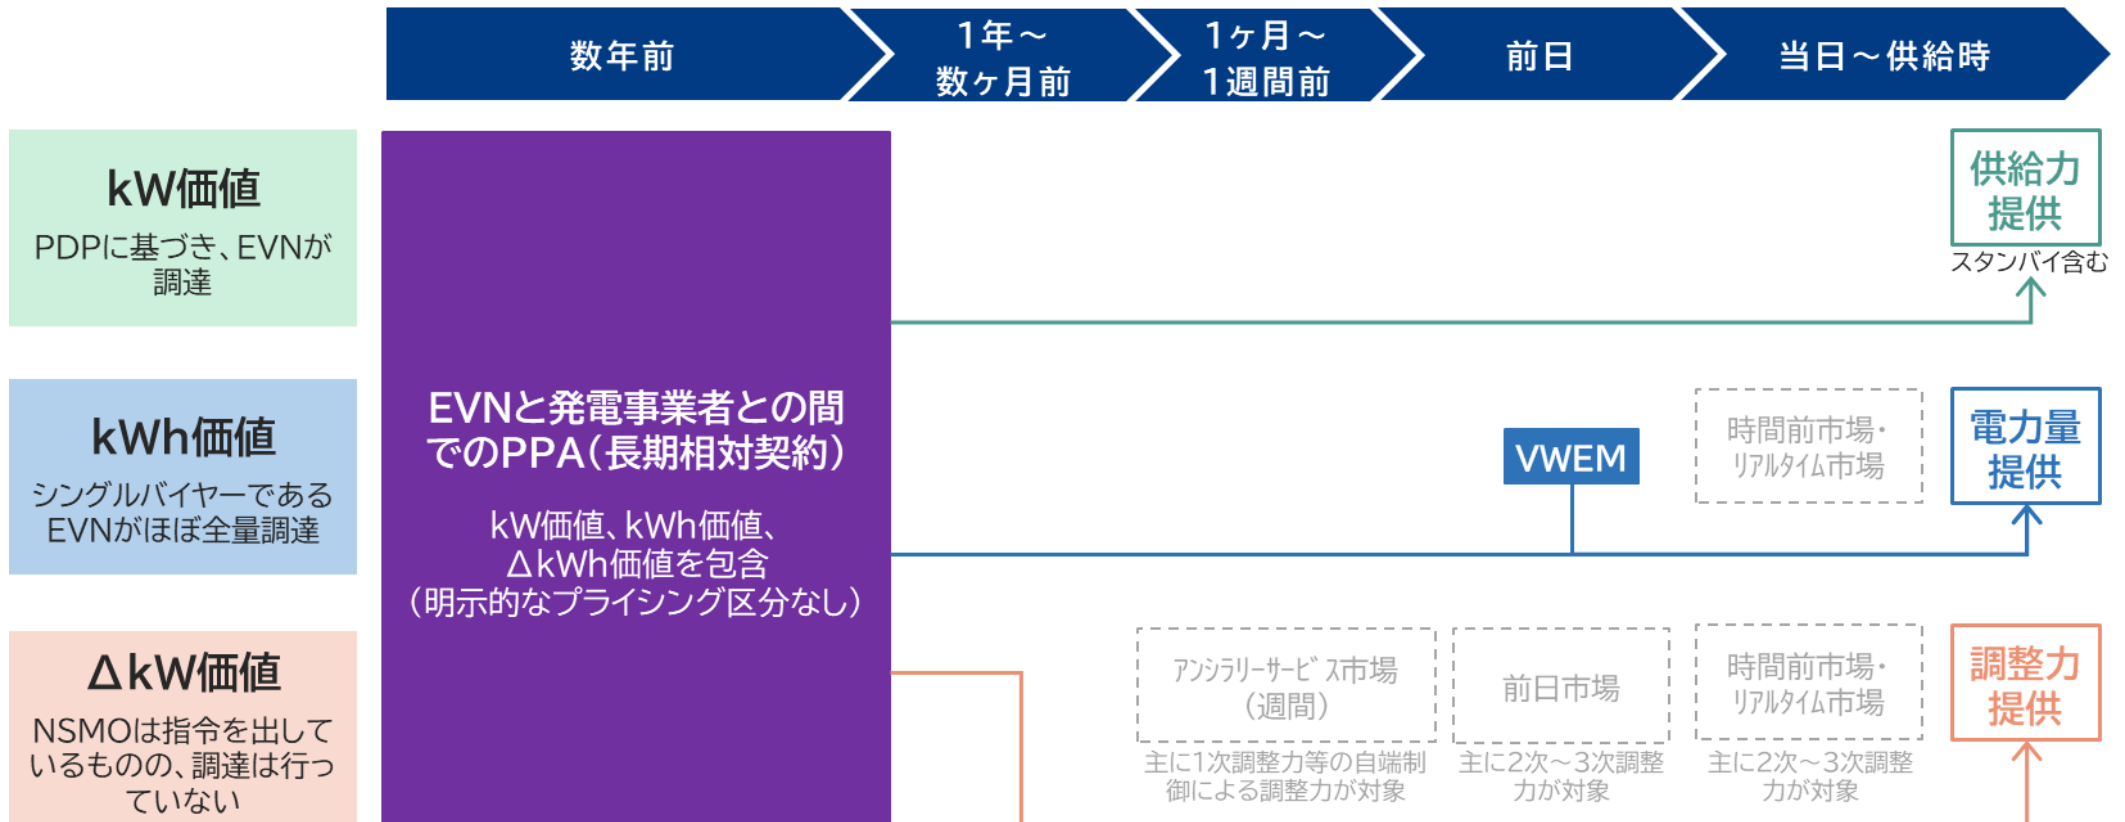 数年前
1年～
数ヶ月前
1ヶ月～
1週間前
前日
当日～供給時
kW価値
PDPに基づき、EVNが
調達
供給力
提供
スタンバイ含む
kWh価値
シングルバイヤーである
EVNがほぼ全量調達
EVNと発電事業者との間
でのPPA(長期相対契約)
kW価値、kWh価値、
ΔkWh価値を包含
(明示的なプライシング区分なし)
VWEM
時間前市場・
リアルタイム市場
電力量
提供
ΔkW価値
NSMOは指令を出して
いるものの、調達は行っ
ていない
アンシラリーサービス市場
(週間)
主に1次調整力等の自端制
御による調整力が対象
前日市場
主に2次～3次調整
力が対象
時間前市場・
リアルタイム市場
主に2次～3次調整
力が対象
調整力
提供